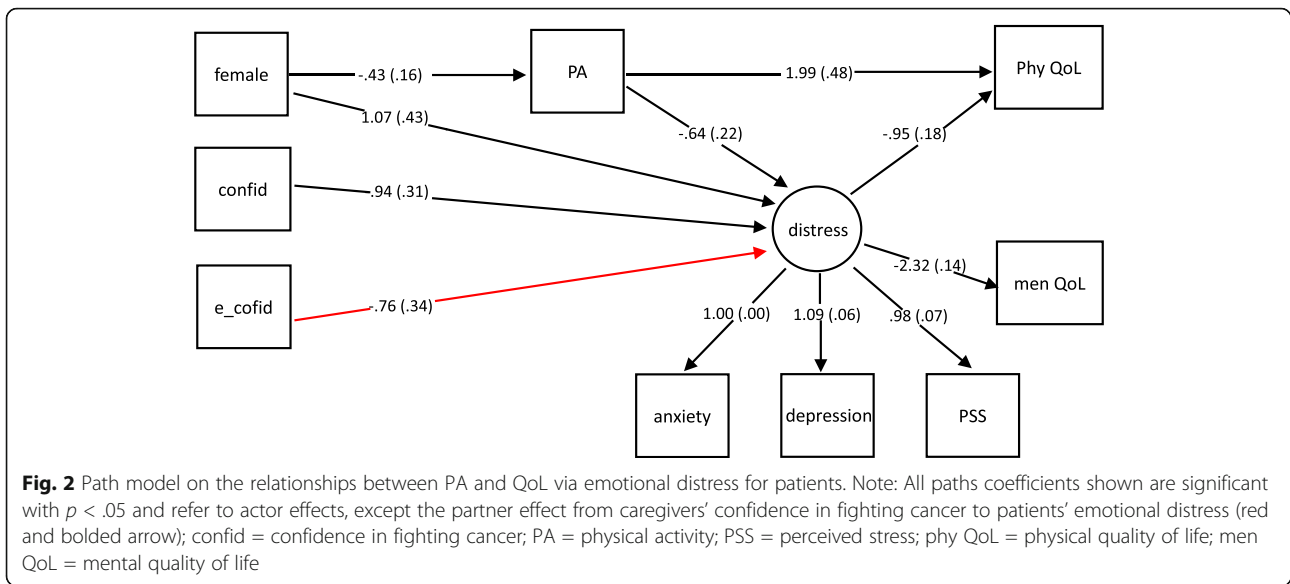 female
-.43 (.16)
PA
1.99 (.48)
Phy QoL
1.07 (.43)
-.64 (.22)
-.95 (.18)
confid
.94 (.31)
distress
e_cofid
-.76 (.34)
-2.32 (.14)
men QoL
1.00 (.00)
1.09 (.06)
.98 (.07)
anxiety
depression
PSS
Fig. 2 Path model on the relationships between PA and QoL via emotional distress for patients. Note: All paths coefficients shown are significant
with p < .05 and refer to actor effects, except the partner effect from caregivers' confidence in fighting cancer to patients' emotional distress (red
and bolded arrow); confid = confidence in fighting cancer; PA = physical activity; PSS = perceived stress; phy QoL = physical quality of life; men
QoL = mental quality of life